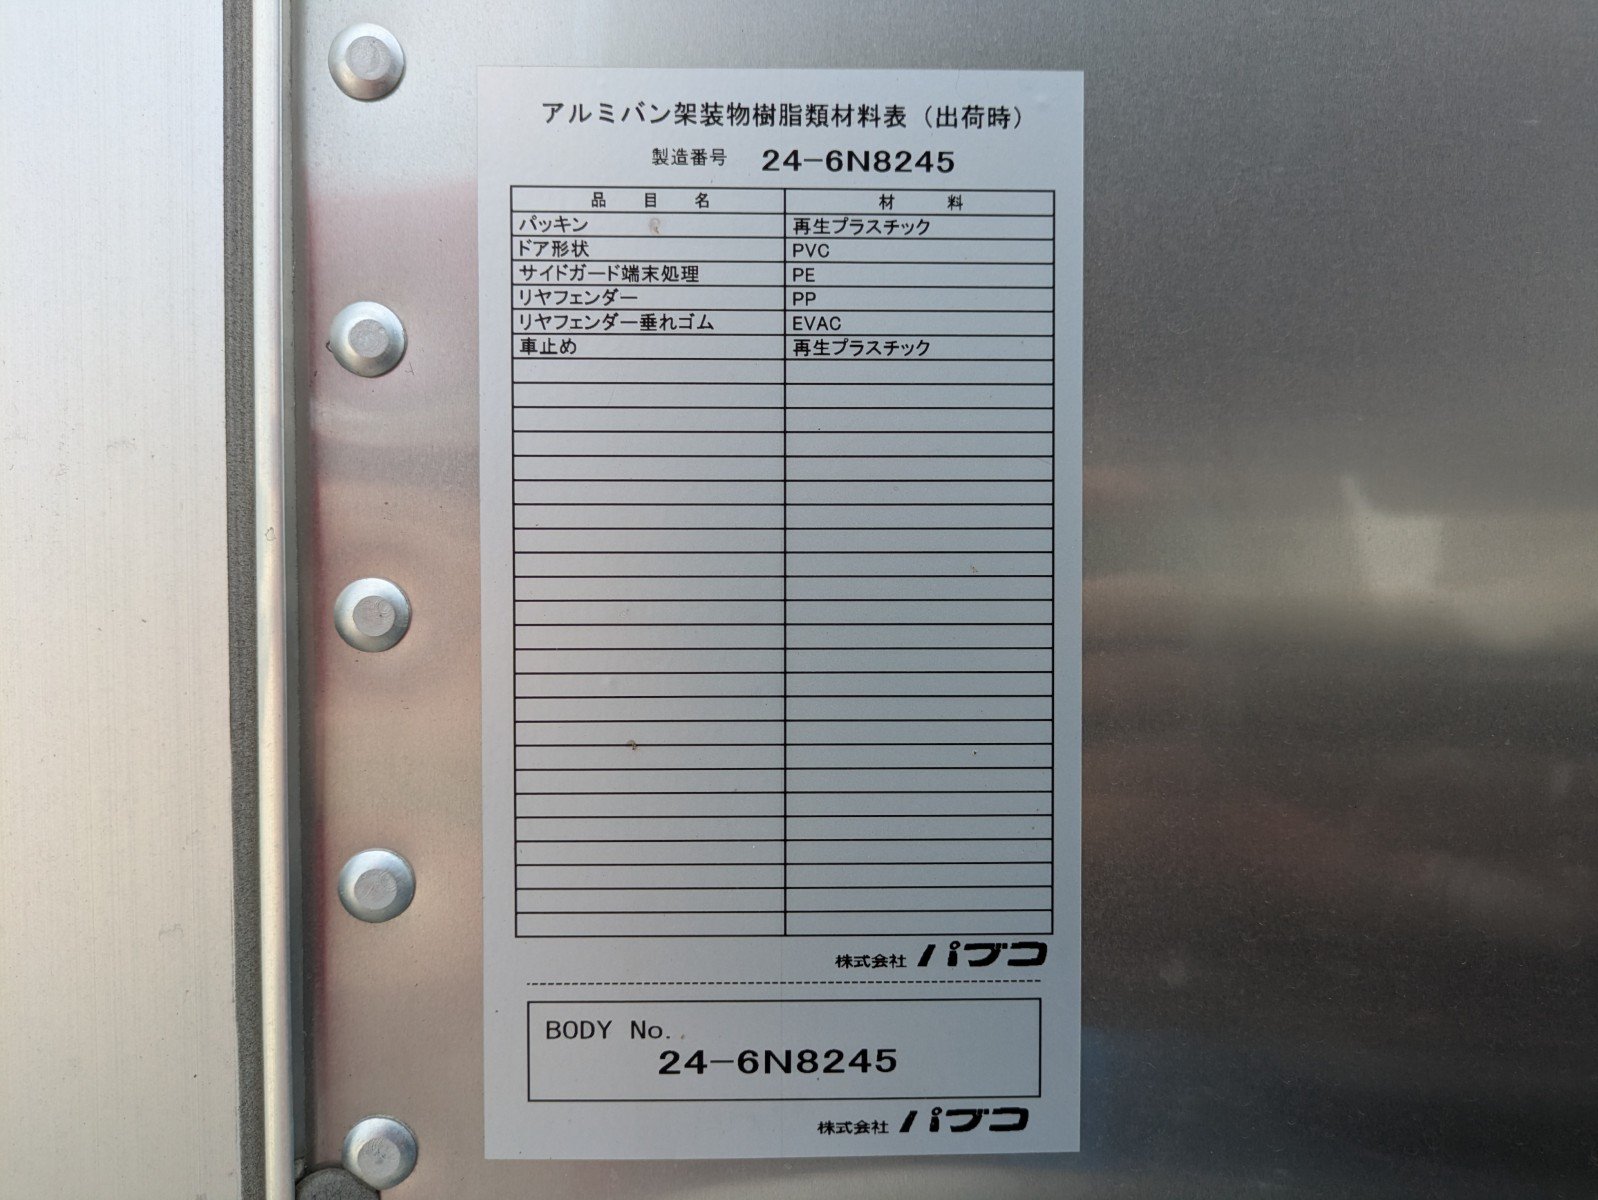 アルミバン架装物樹脂類材料表（出荷時）
製造番号 24-6N8245
品目名 材料
パッキン 再生プラスチック
ドア形状 PVC
サイドガード端末処理 PE
リヤフェンダー PP
リヤフェンダー垂れゴム EVAC
車止め 再生プラスチック
株式会社 パブコ
BODY No.
24-6N8245
株式会社 パブコ